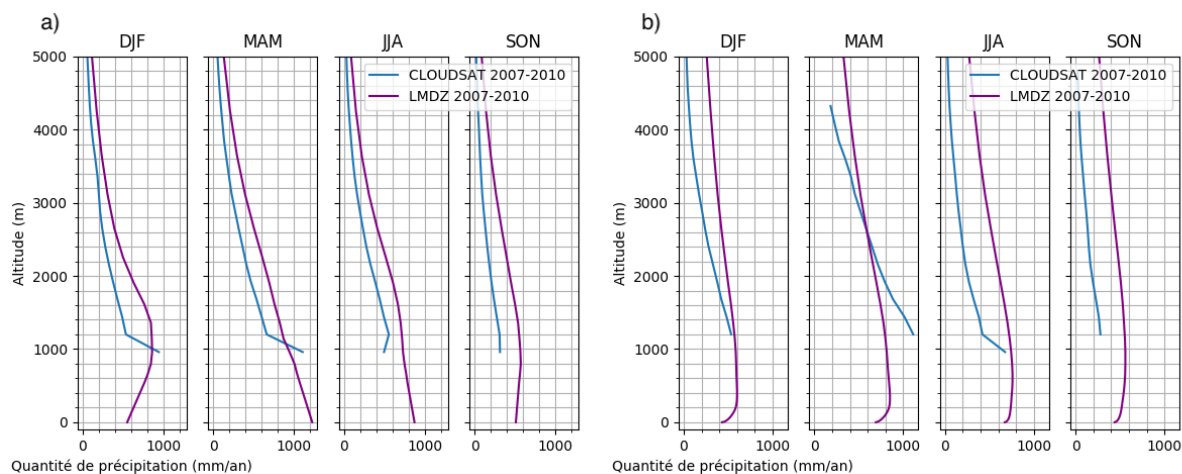 a)
DJF MAM JJA SON
5000
4000
3000
2000
1000
0
Altitude (m)
CLOUDSAT 2007-2010
LMDZ 2007-2010
0 1000 0 1000 0 1000 0 1000
Quantité de précipitation (mm/an)
b)
DJF MAM JJA SON
5000
4000
3000
2000
1000
0
Altitude (m)
CLOUDSAT 2007-2010
LMDZ 2007-2010
0 1000 0 1000 0 1000 0 1000
Quantité de précipitation (mm/an)